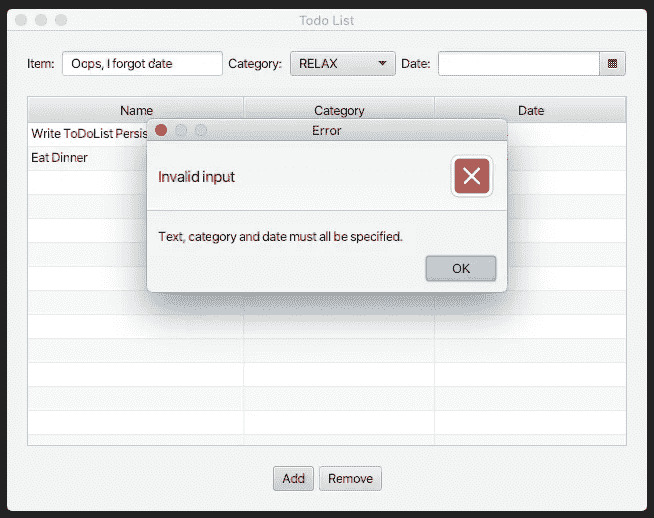 Todo List
Item: Oops, I forgot date Category: RELAX Date:
Name Category Date
Error
Write ToDoList Persis
Eat Dinner
Invalid input
Text, category and date must all be specified.
OK
Add Remove